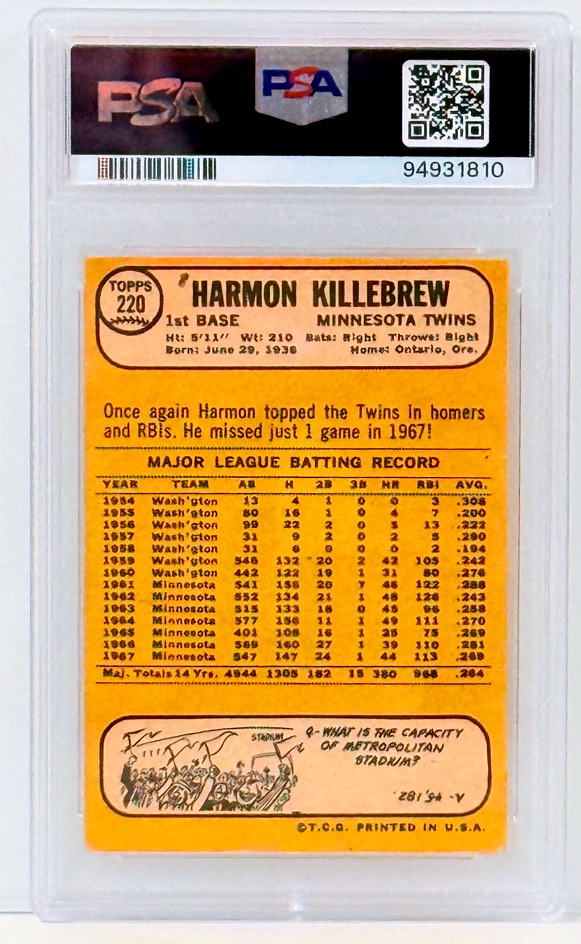 PSA PSA
94931810
TOPPS
220
HARMON KILLEBREW
1st BASE MINNESOTA TWINS
Ht: 5'11" Wt: 210 Bats: Right Throws: Right
Born: June 29, 1936 Home: Ontario, Ore.
Once again Harmon topped the Twins in homers
and RBIs. He missed just 1 game in 1967!
MAJOR LEAGUE BATTING RECORD
YEAR TEAM AB H 2B 3B HR RBI AVG.
1954 Wash'gton 13 4 1 0 0 3 .308
1955 Wash'gton 80 16 1 0 4 7 .200
1956 Wash'gton 99 22 2 0 5 13 .222
1957 Wash'gton 31 9 2 0 2 5 .290
1958 Wash'gton 31 6 0 0 0 2 .194
1959 Wash'gton 546 132 20 2 42 105 .242
1960 Wash'gton 442 122 19 1 31 80 .276
1961 Minnesota 541 156 20 7 46 122 .288
1962 Minnesota 552 134 21 1 48 126 .243
1963 Minnesota 515 133 18 0 45 96 .258
1964 Minnesota 577 156 11 1 49 111 .270
1965 Minnesota 401 108 16 1 25 75 .269
1966 Minnesota 569 160 27 1 39 110 .281
1967 Minnesota 547 147 24 1 44 113 .269
Maj. Totals 14 Yrs. 4944 1305 182 15 380 968 .264
STADIUM
Q-WHAT IS THE CAPACITY
OF METROPOLITAN
STADIUM?
A- 45,182.
©T.C.G. PRINTED IN U.S.A.